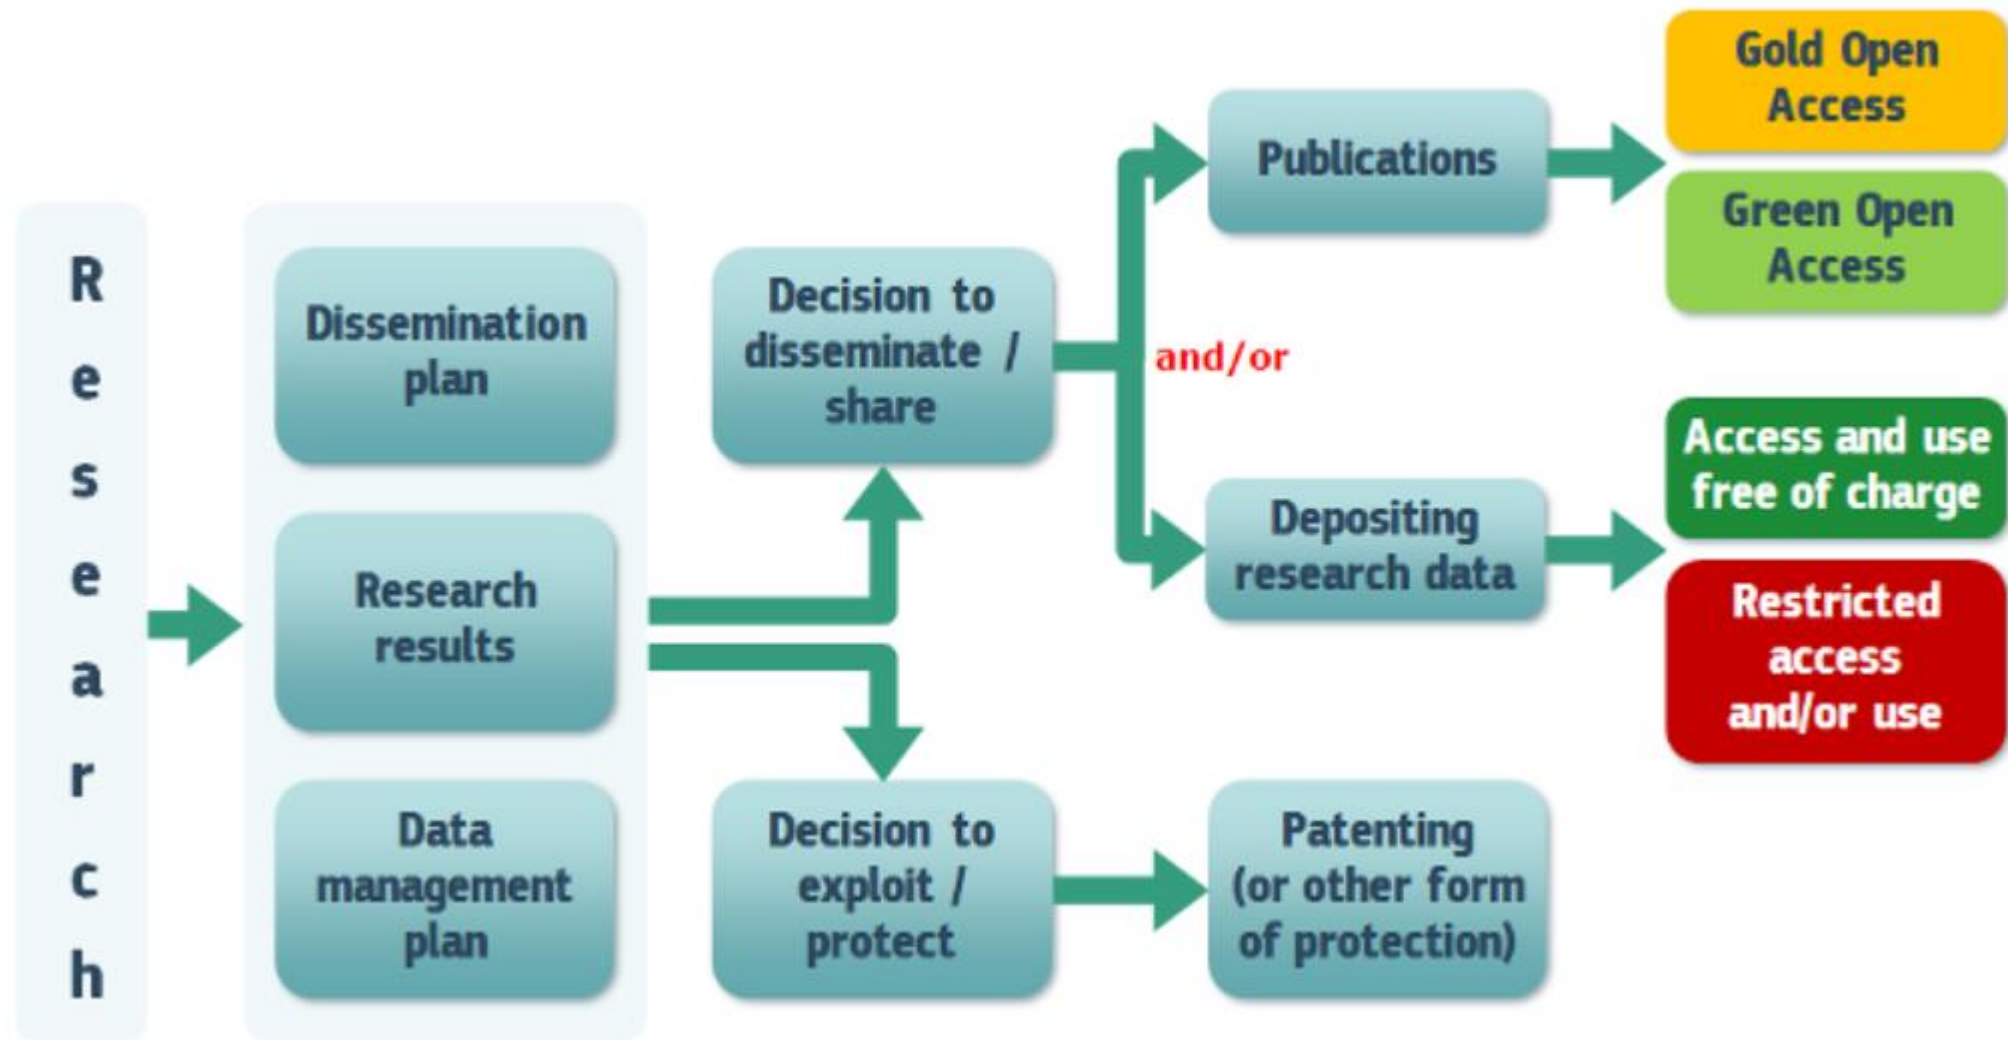 Research
Dissemination
plan
Research
results
Data
management
plan
Decision to
disseminate /
share
Decision to
exploit /
protect
and/or
Publications
Depositing
research data
Patenting
(or other form
of protection)
Gold Open
Access
Green Open
Access
Access and use
free of charge
Restricted
access
and/or use